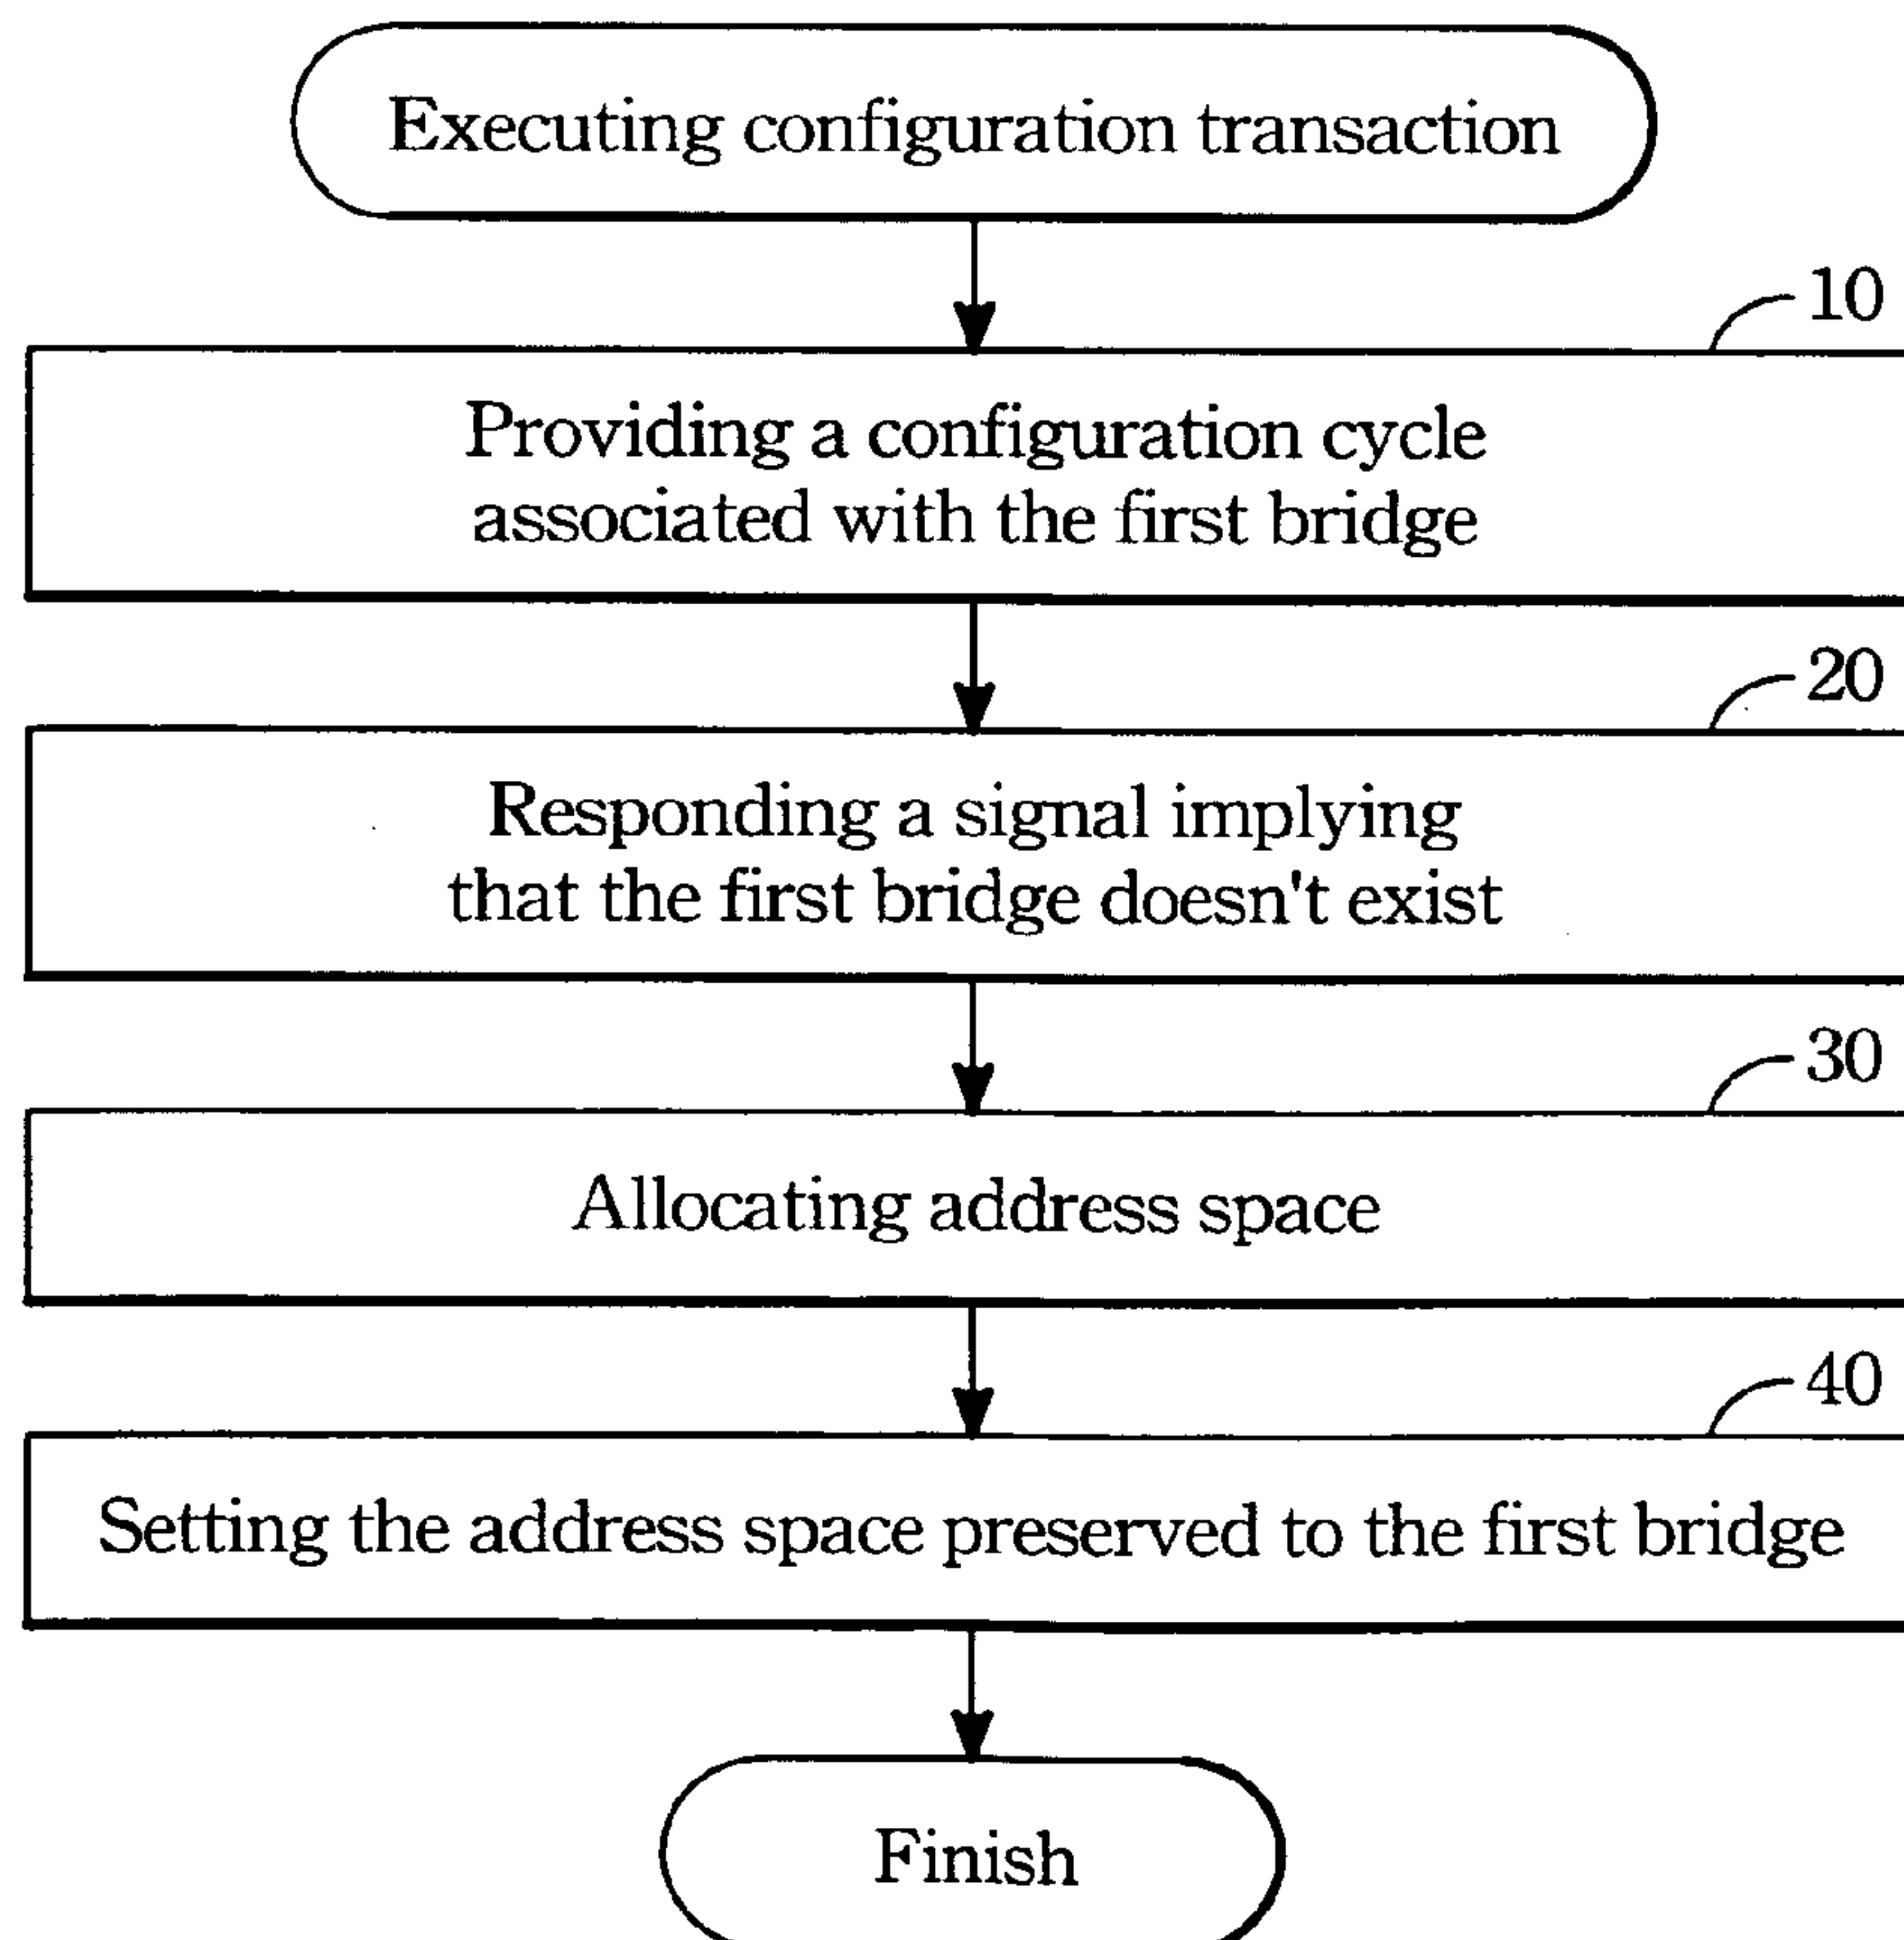 Executing configuration transaction
10
Providing a configuration cycle
associated with the first bridge
20
Responding a signal implying
that the first bridge doesn't exist
30
Allocating address space
40
Setting the address space preserved to the first bridge
Finish